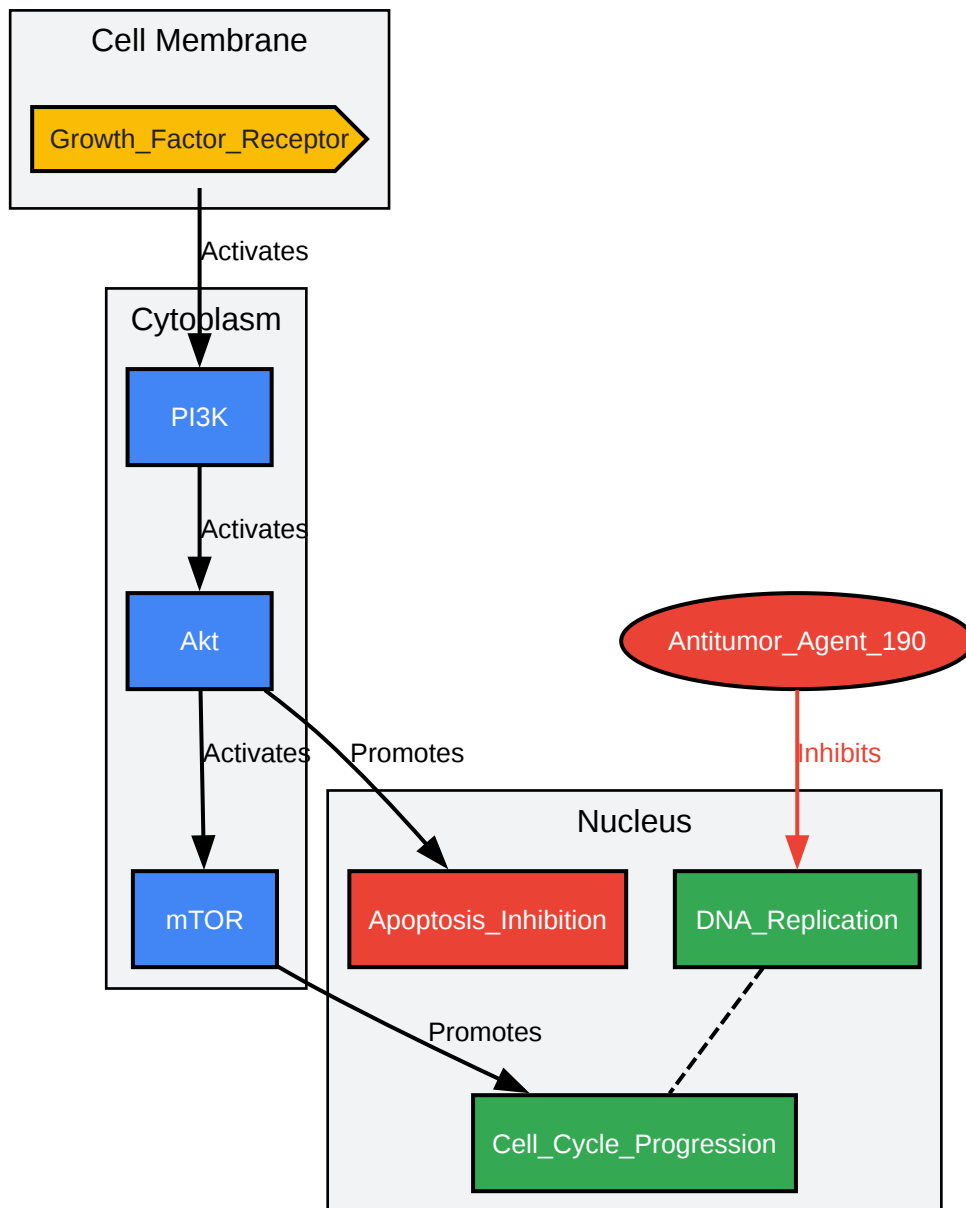 Cell Membrane
Growth_Factor_Receptor
Activates
Cytoplasm
PI3K
Activates
Akt
Antitumor_Agent_190
Activates
Promotes
Inhibits
Nucleus
mTOR
Apoptosis_Inhibition
DNA_Replication
Promotes
Cell_Cycle_Progression